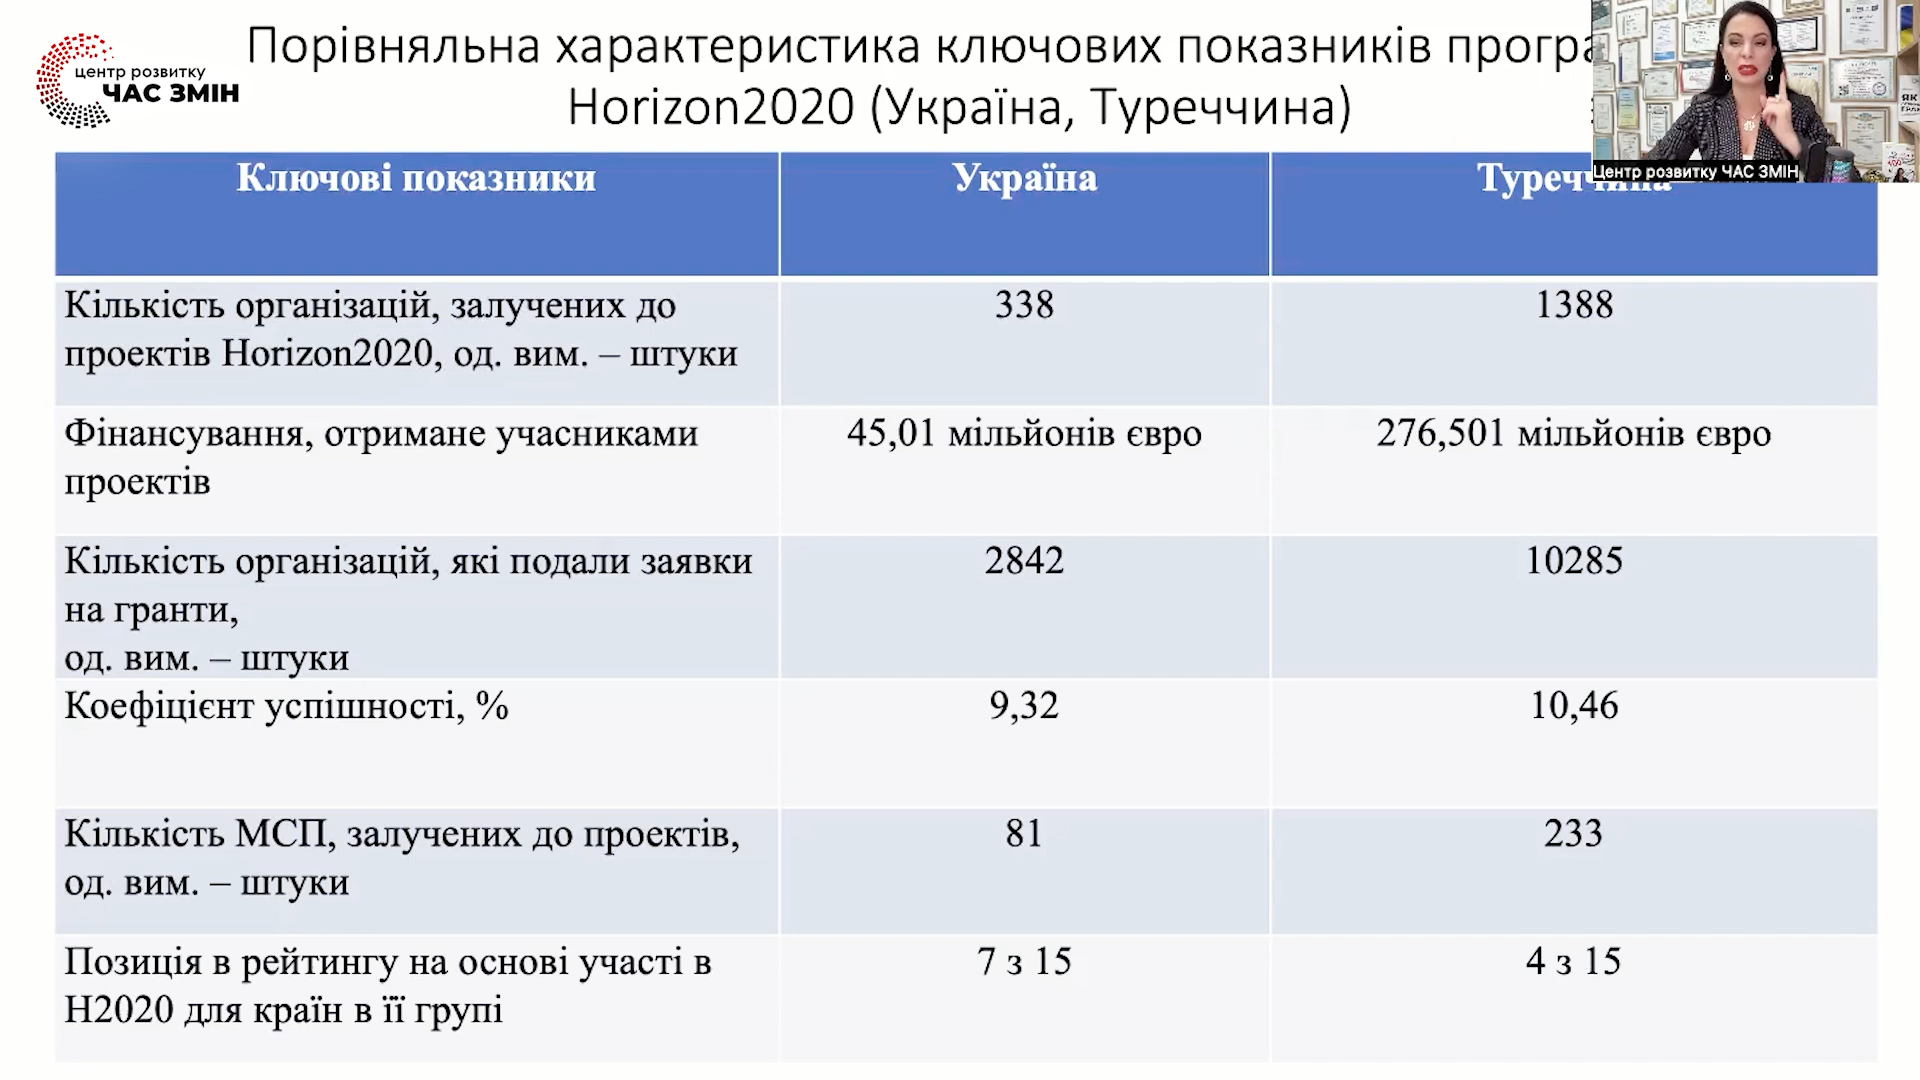 Порівняльна характеристика ключових показників
Horizon2020 (Україна, Туреччина)
центр розвитку
ЧАС ЗМІН
Центр розвитку ЧАС ЗМІН
Ключові показники
Україна
Туреччина
Кількість організацій, залучених до
проектів Horizon2020, од. вим. – штуки
338
1388
Фінансування, отримане учасниками
проектів
45,01 мільйонів євро
276,501 мільйонів євро
Кількість організацій, які подали заявки
на гранти,
од. вим. – штуки
2842
10285
Коефіцієнт успішності, %
9,32
10,46
Кількість МСП, залучених до проектів,
од. вим. – штуки
81
233
Позиція в рейтингу на основі участі в
H2020 для країн в її групі
7 з 15
4 з 15